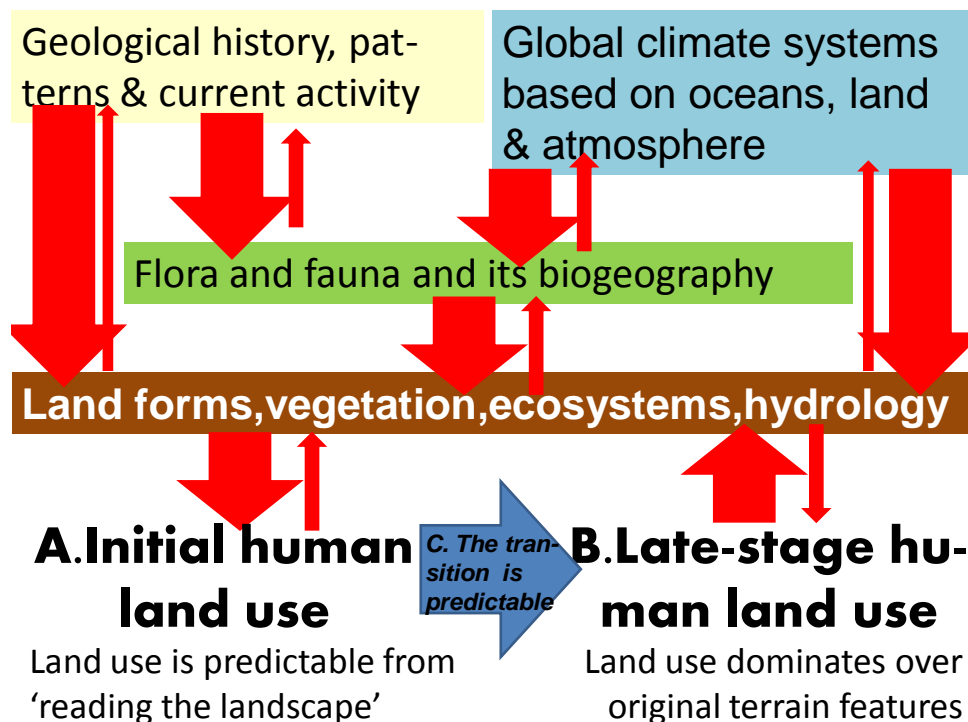 Geological history, pat-
terns & current activity
Global climate systems
based on oceans, land
& atmosphere
Flora and fauna and its biogeography
Land forms,vegetation,ecosystems,hydrology
A.Initial human
land use
Land use is predictable from
‘reading the landscape’
C. The tran-
sition is
predictable
B.Late-stage hu-
man land use
Land use dominates over
original terrain features